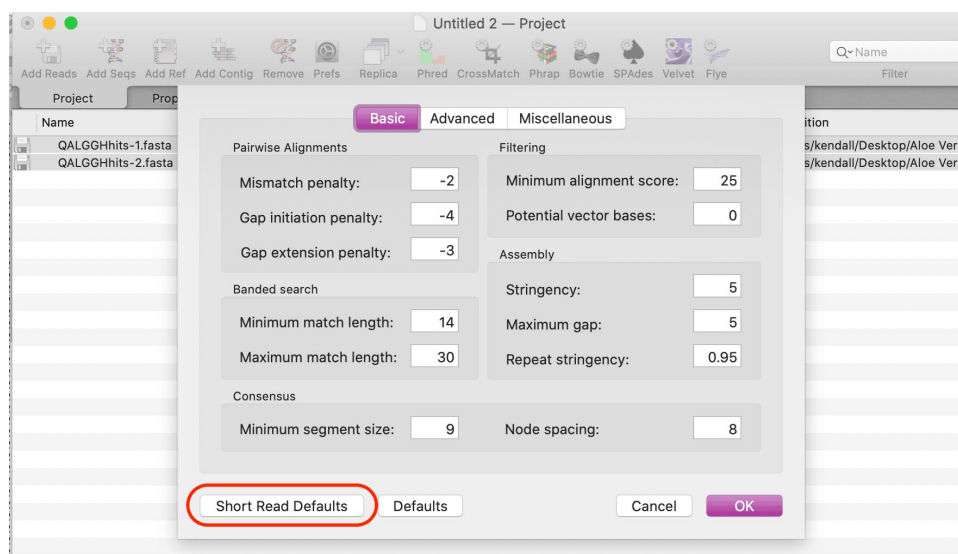 Untitled 2 — Project
Add Reads Add Seqs Add Ref Add Contig Remove Prefs Replica Phred CrossMatch Phrap Bowtie SPAdes Velvet Flye
Name
Filter
Project Prop
Name ition
QALGGHhits-1.fasta s/kendall/Desktop/Aloe Ver
QALGGHhits-2.fasta s/kendall/Desktop/Aloe Ver
Basic Advanced Miscellaneous
Pairwise Alignments
Mismatch penalty: -2
Gap initiation penalty: -4
Gap extension penalty: -3
Banded search
Minimum match length: 14
Maximum match length: 30
Filtering
Minimum alignment score: 25
Potential vector bases: 0
Assembly
Stringency: 5
Maximum gap: 5
Repeat stringency: 0.95
Consensus
Minimum segment size: 9 Node spacing: 8
Short Read Defaults Defaults Cancel OK